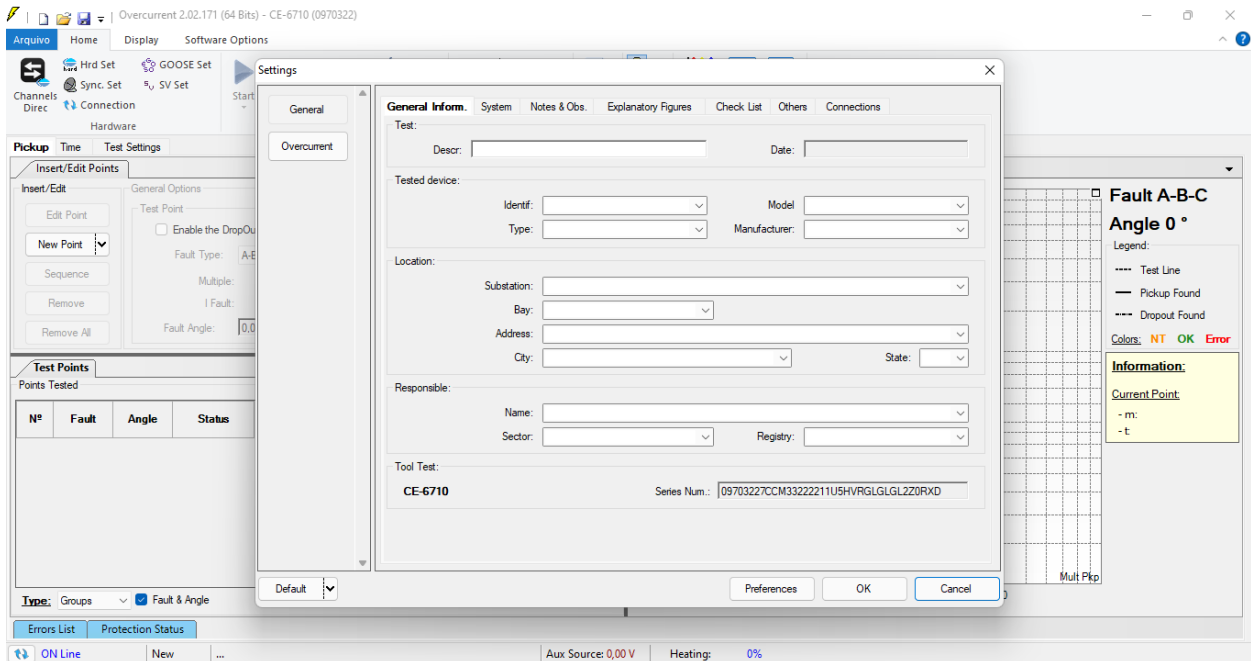 Overcurrent 2.02.171 (64 Bits) - CE-6710 (0970322)
Arquivo Home Display Software Options
Hrd Set GOOSE Set
Sync. Set SV Set
Channels Direc Connection Start
Hardware
Pickup Time Test Settings
Insert/Edit Points
Insert/Edit General Options
Edit Point Test Point
Enable the DropOu
New Point Fault Type: A-B
Sequence Multiple:
Remove I Fault:
Remove All Fault Angle: 0,0
Test Points
Points Tested
Nº Fault Angle Status
Type: Groups Fault & Angle
Errors List Protection Status
ON Line New ... Aux Source: 0,00 V Heating: 0%
Settings
General
Overcurrent
General Inform. System Notes & Obs. Explanatory Figures Check List Others Connections
Test:
Descr: Date:
Tested device:
Identif: Model
Type: Manufacturer:
Location:
Substation:
Bay:
Address:
City: State:
Responsible:
Name:
Sector: Registry:
Tool Test:
CE-6710 Series Num.: 09703227CCM33222211U5HVRGLGLGL2Z0RXD
Default Preferences OK Cancel
Fault A-B-C
Angle 0 °
Legend:
Test Line
Pickup Found
Dropout Found
Colors: NT OK Error
Information:
Current Point:
- m:
- t:
Mult Pkp